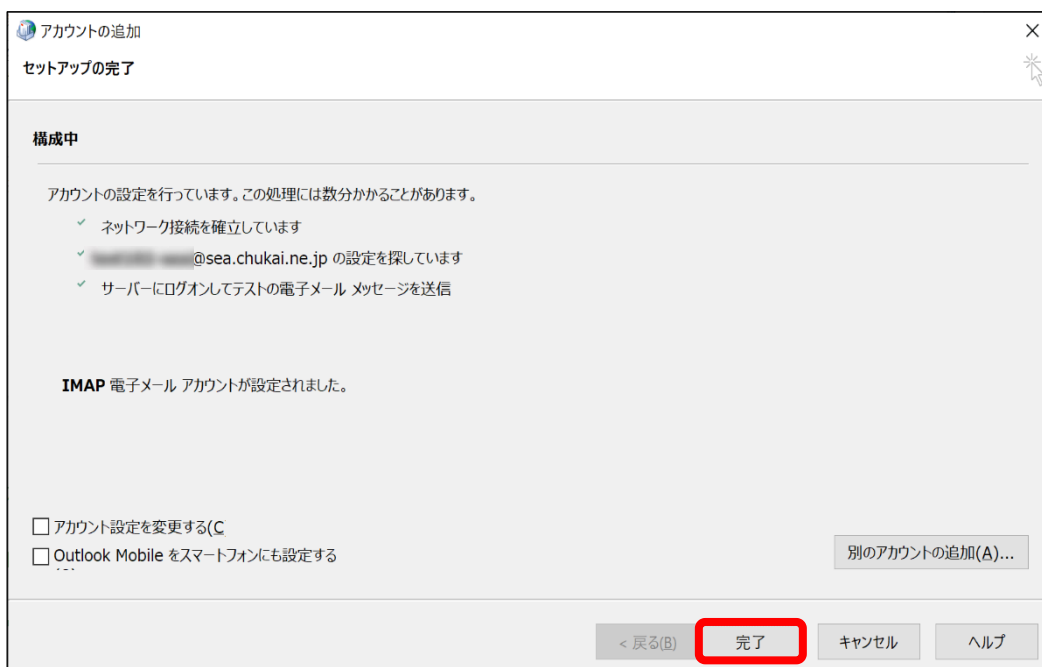 アカウントの追加
セットアップの完了
構成中
アカウントの設定を行っています。この処理には数分かかることがあります。
ネットワーク接続を確立しています
@sea.chukai.ne.jp の設定を探しています
サーバーにログオンしてテストの電子メール メッセージを送信
IMAP 電子メール アカウントが設定されました。
アカウント設定を変更する(C
Outlook Mobile をスマートフォンにも設定する
別のアカウントの追加(A)...
< 戻る(B) 完了 キャンセル ヘルプ